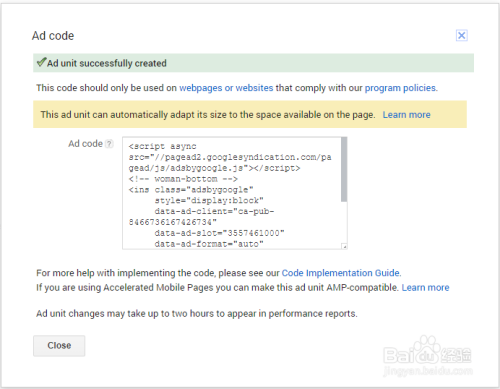 Ad code
Ad unit successfully created
This code should only be used on webpages or websites that comply with our program policies.
This ad unit can automatically adapt its size to the space available on the page. Learn more
Ad code ?
<script async
src="//pagead2.googlesyndication.com/pa
gead/js/adsbygoogle.js"></script>
<!-- woman-bottom -->
<ins class="adsbygoogle"
style="display:block"
data-ad-client="ca-pub-
8466736167426734"
data-ad-slot="3557461000"
data-ad-format="auto"
For more help with implementing the code, please see our Code Implementation Guide.
If you are using Accelerated Mobile Pages you can make this ad unit AMP-compatible. Learn more
Ad unit changes may take up to two hours to appear in performance reports.
Close
Baidu 经验
jingyan.baidu.com